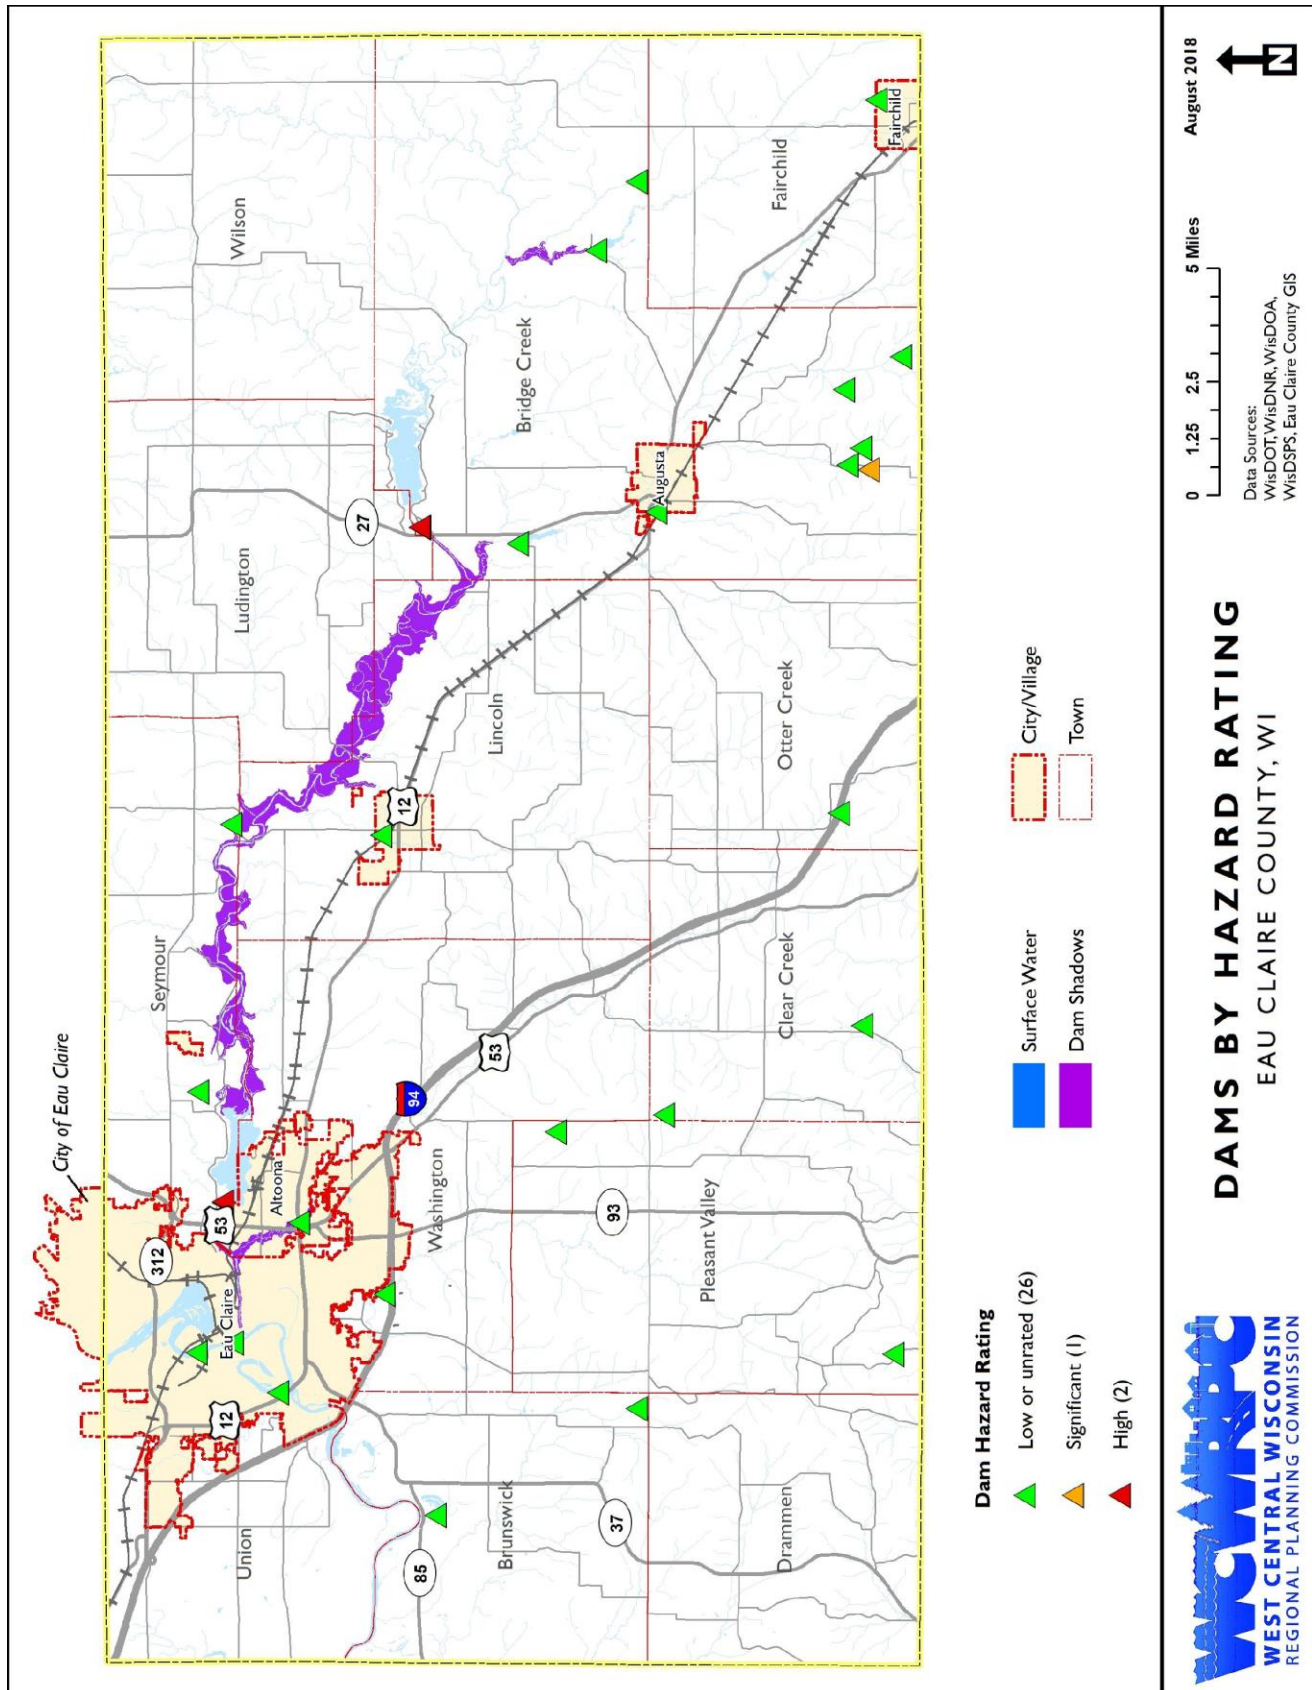 City of Eau Claire
Seymour
Ludington
Wilson
Union
Eau Claire
Altoona
312
53
12
27
12
94
53
85
37
93
Brunswick
Washington
Lincoln
Bridge Creek
Augusta
Drammen
Pleasant Valley
Clear Creek
Otter Creek
Fairchild
Fairchild
Dam Hazard Rating
Low or unrated (26)
Significant (1)
High (2)
Surface Water
Dam Shadows
City/Village
Town
WCWRPC
WEST CENTRAL WISCONSIN
REGIONAL PLANNING COMMISSION
DAMS BY HAZARD RATING
EAU CLAIRE COUNTY, WI
0 1.25 2.5 5 Miles
Data Sources:
WisDOT, WisDNR, WisDOA,
WisDSPS, Eau Claire County GIS
August 2018
N